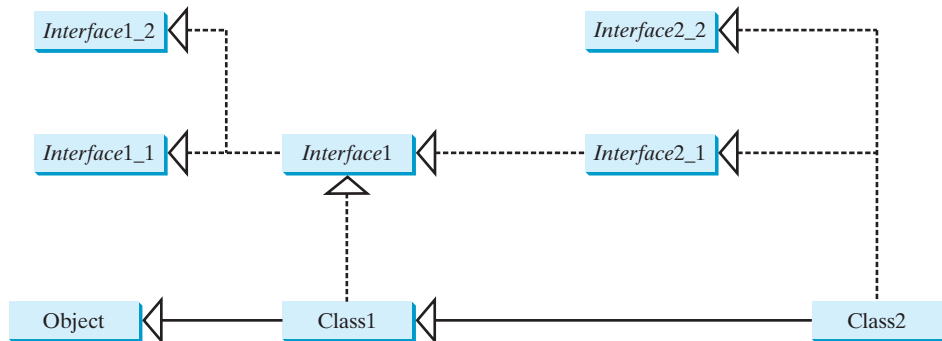 Interface1_2
Interface2_2
Interface1_1
Interface1
Interface2_1
Object
Class1
Class2